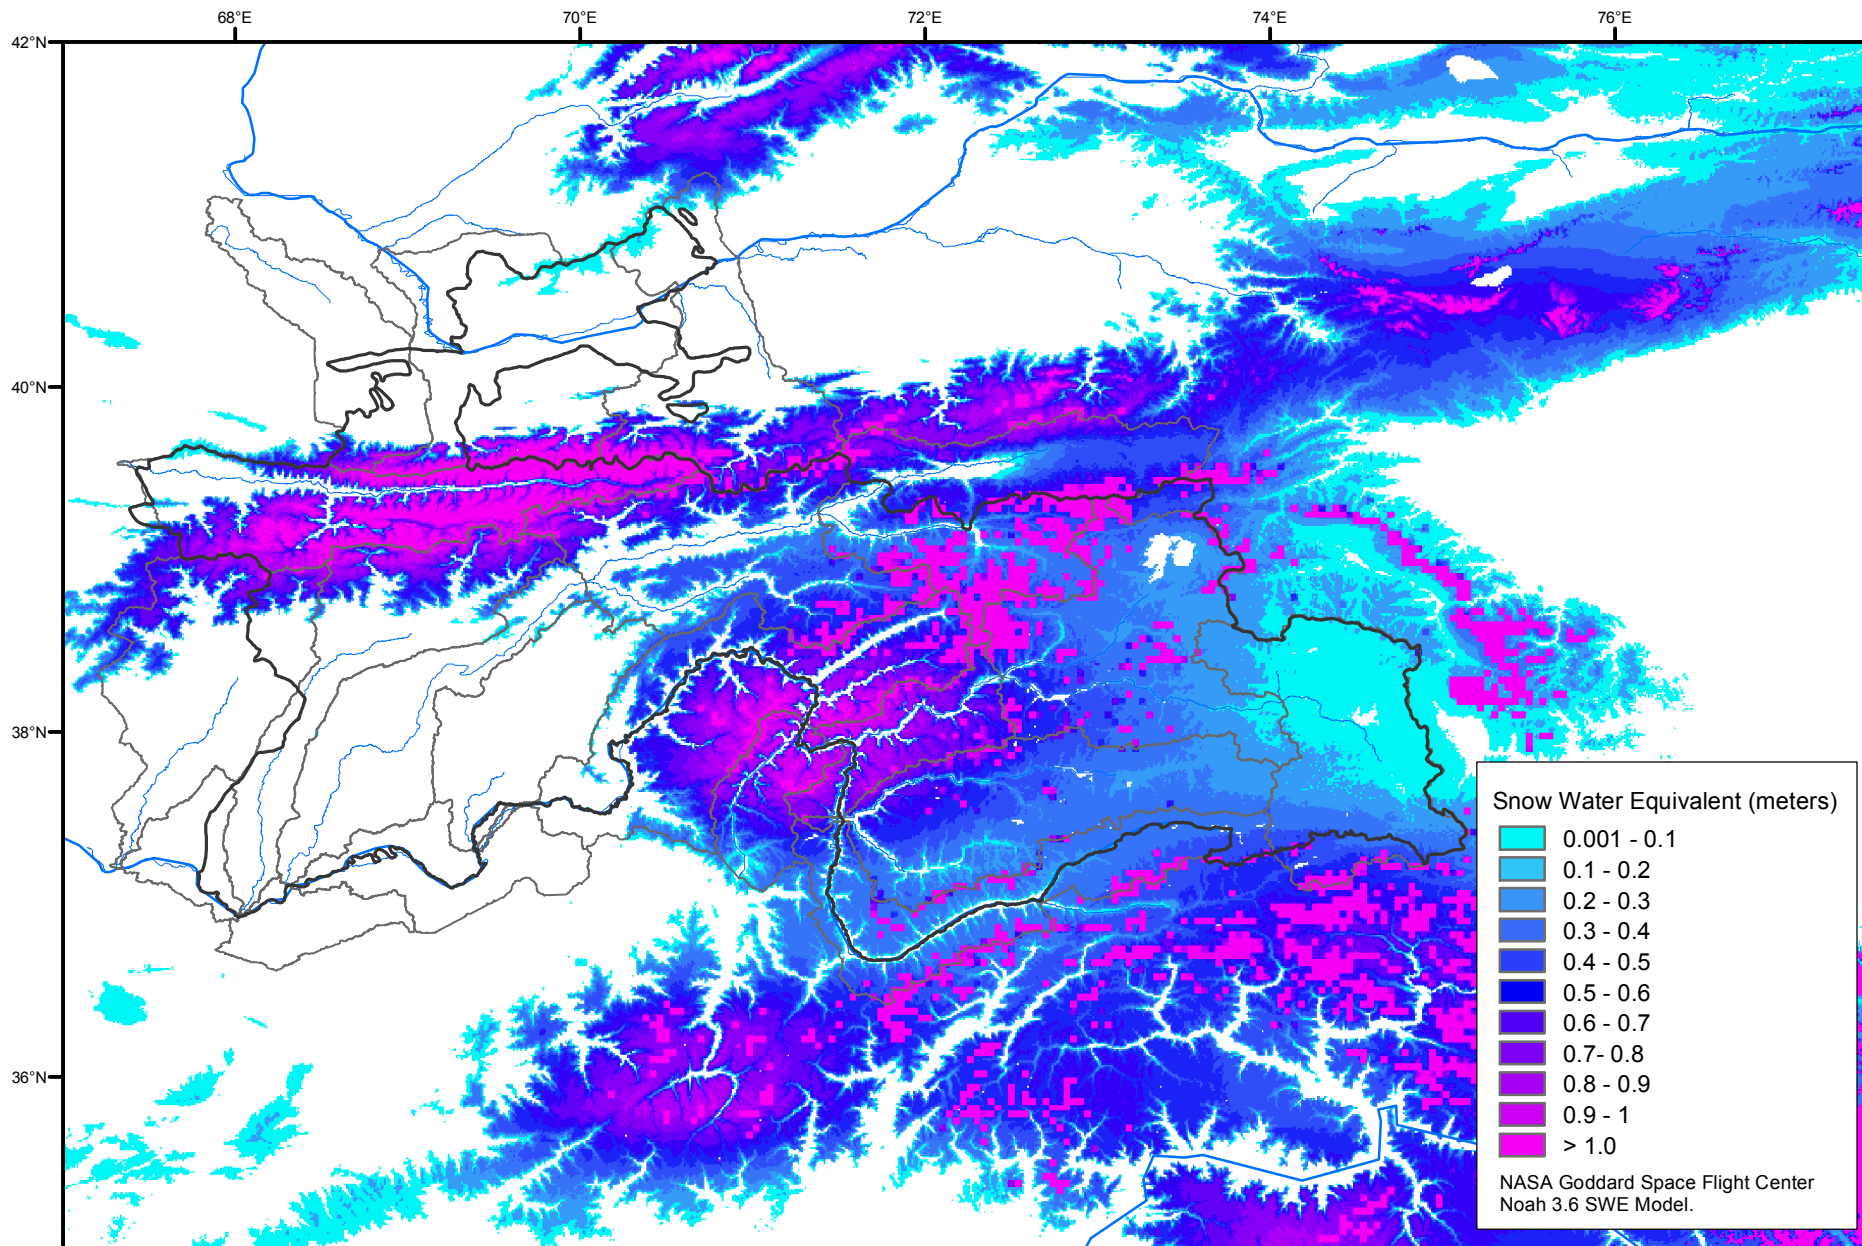 68°E 70°E 72°E 74°E 76°E
42°N
40°N
38°N
36°N
Snow Water Equivalent (meters)
0.001 - 0.1
0.1 - 0.2
0.2 - 0.3
0.3 - 0.4
0.4 - 0.5
0.5 - 0.6
0.6 - 0.7
0.7- 0.8
0.8 - 0.9
0.9 - 1
> 1.0
NASA Goddard Space Flight Center
Noah 3.6 SWE Model.